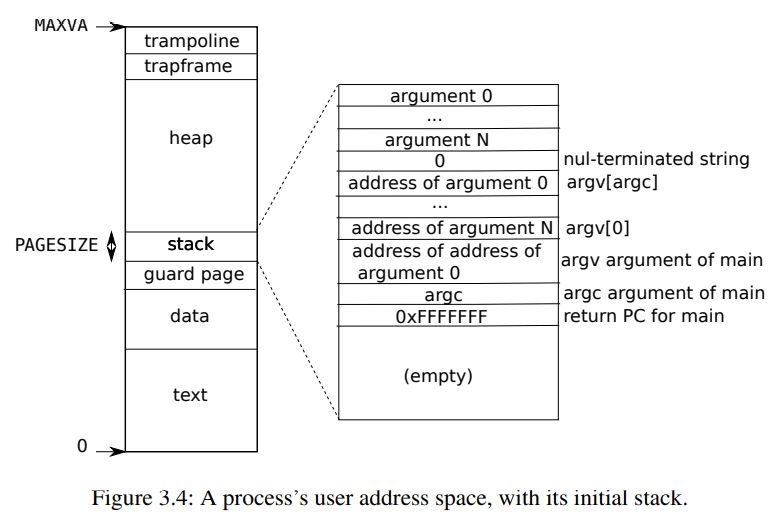 MAXVA
trampoline
trapframe
heap
PAGESIZE
stack
guard page
data
text
0
argument 0
...
argument N
0
nul-terminated string
address of argument 0
argv[argc]
...
address of argument N
argv[0]
address of address of
argument 0
argv argument of main
argc
argc argument of main
0xFFFFFFF
return PC for main
(empty)
Figure 3.4: A process's user address space, with its initial stack.